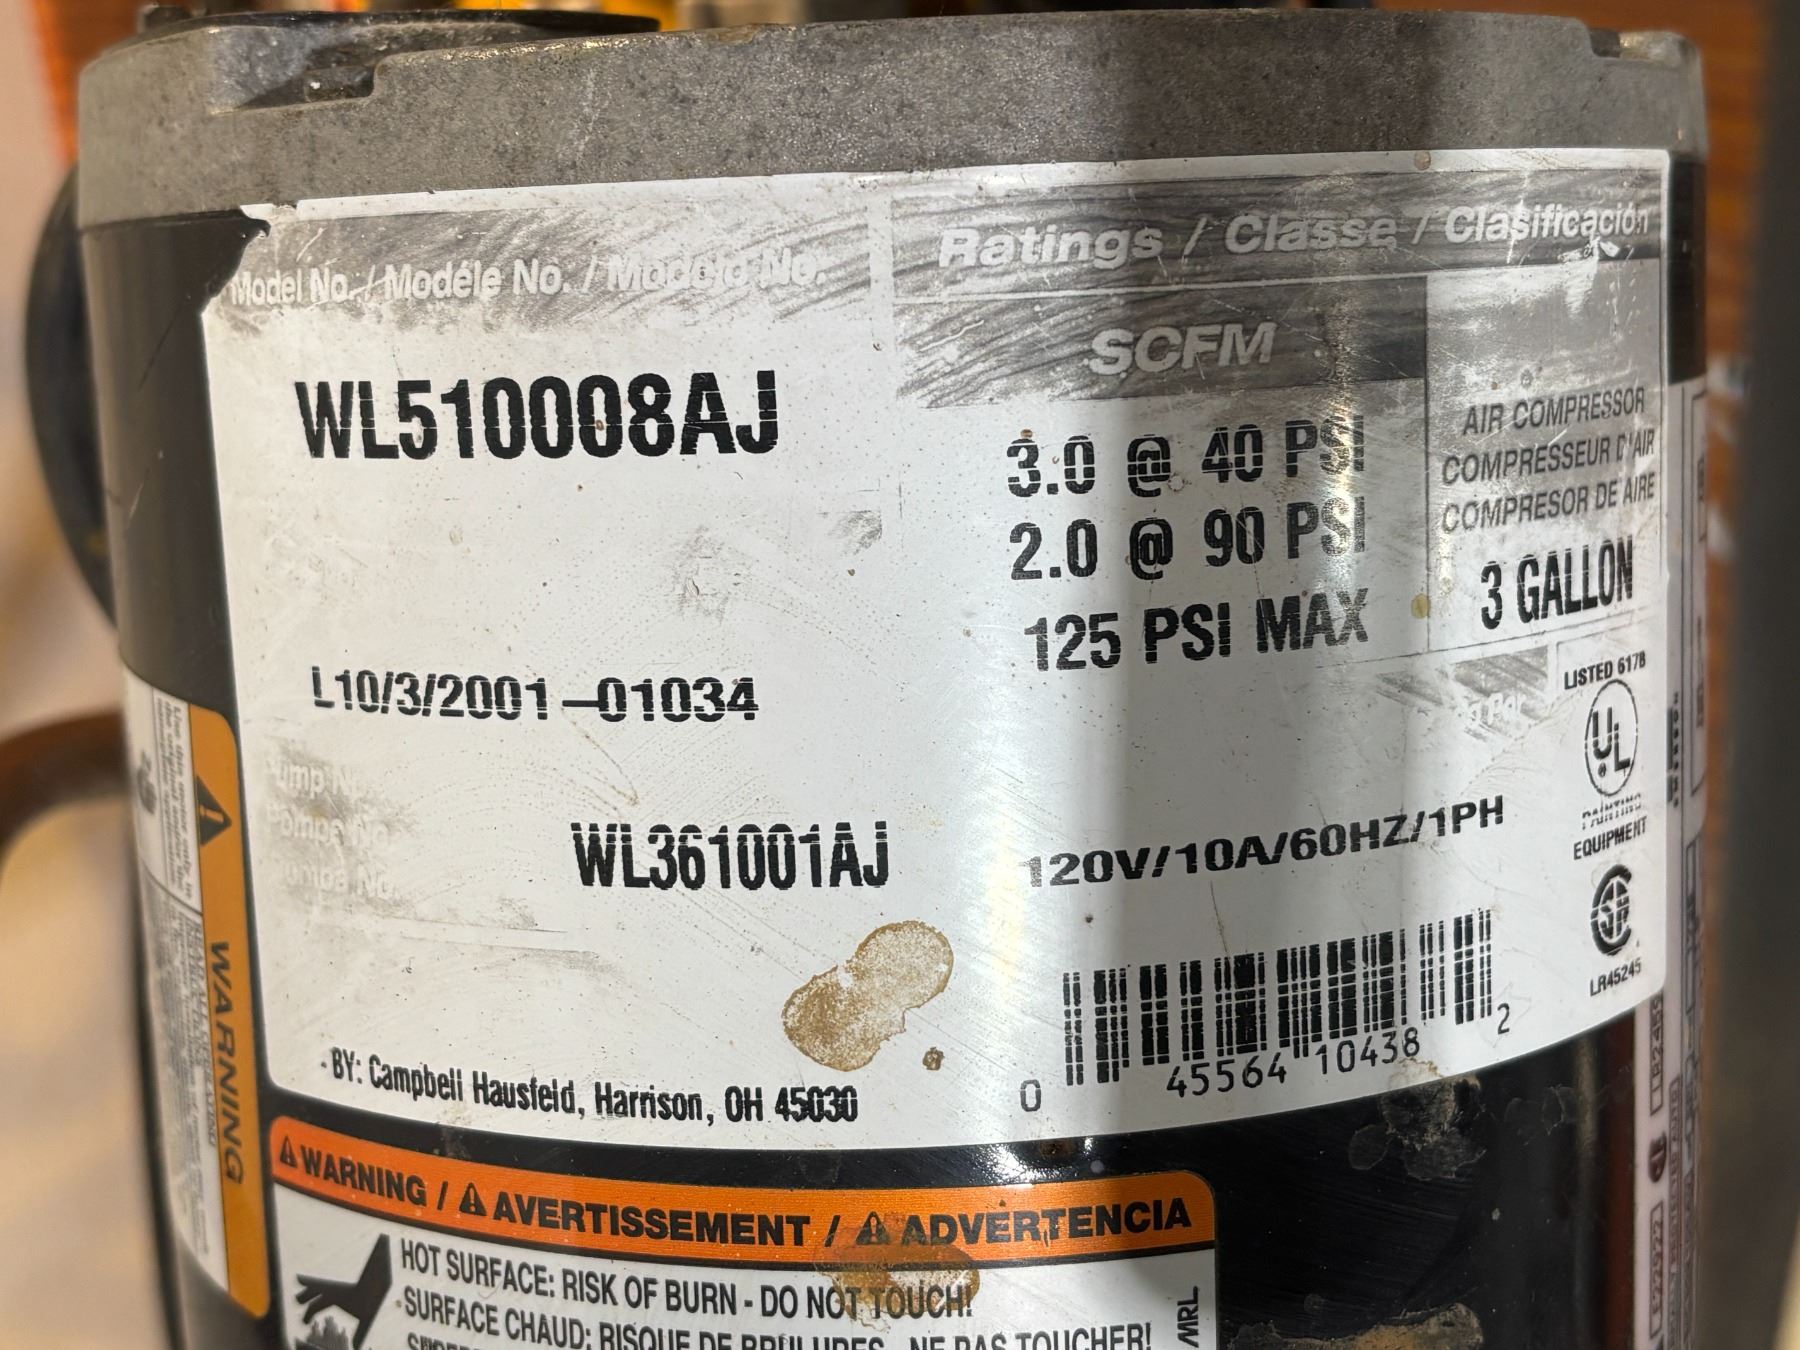 Model No. / Modéle No. / Modelo No.
WL510008AJ
L10/3/2001-01034
WL361001AJ
BY: Campbell Hausfeld, Harrison, OH 45030
Ratings / Classe / Clasificación
SCFM
3.0 @ 40 PSI
2.0 @ 90 PSI
125 PSI MAX
AIR COMPRESSOR
COMPRESSEUR D'AIR
COMPRESOR DE AIRE
3 GALLON
LISTED 6178
UL
PAINTING
EQUIPMENT
LR45245
120V/10A/60HZ/1PH
0 45564 10438 2
WARNING
WARNING / AVERTISSEMENT / ADVERTENCIA
HOT SURFACE: RISK OF BURN - DO NOT TOUCH!
SURFACE CHAUD: RISQUE DE BRULURES - NE PAS TOUCHER!
MRL